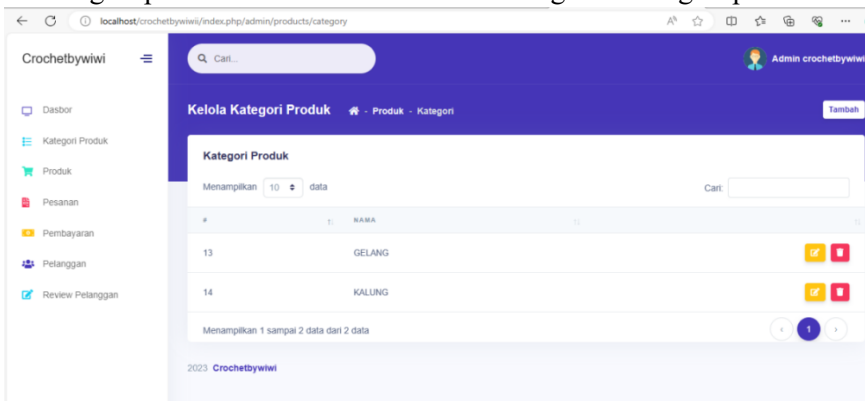 localhost/crochetbywiwii/index.php/admin/products/category
Crochetbywiwi
Cari...
Admin crochetbywiwi
Dasbor
Kategori Produk
Produk
Pesanan
Pembayaran
Pelanggan
Review Pelanggan
Kelola Kategori Produk - Produk - Kategori
Tambah
Kategori Produk
Menampilkan 10 data
Cari:
# NAMA
13 GELANG
14 KALUNG
Menampilkan 1 sampai 2 data dari 2 data
1
2023 Crochetbywiwi